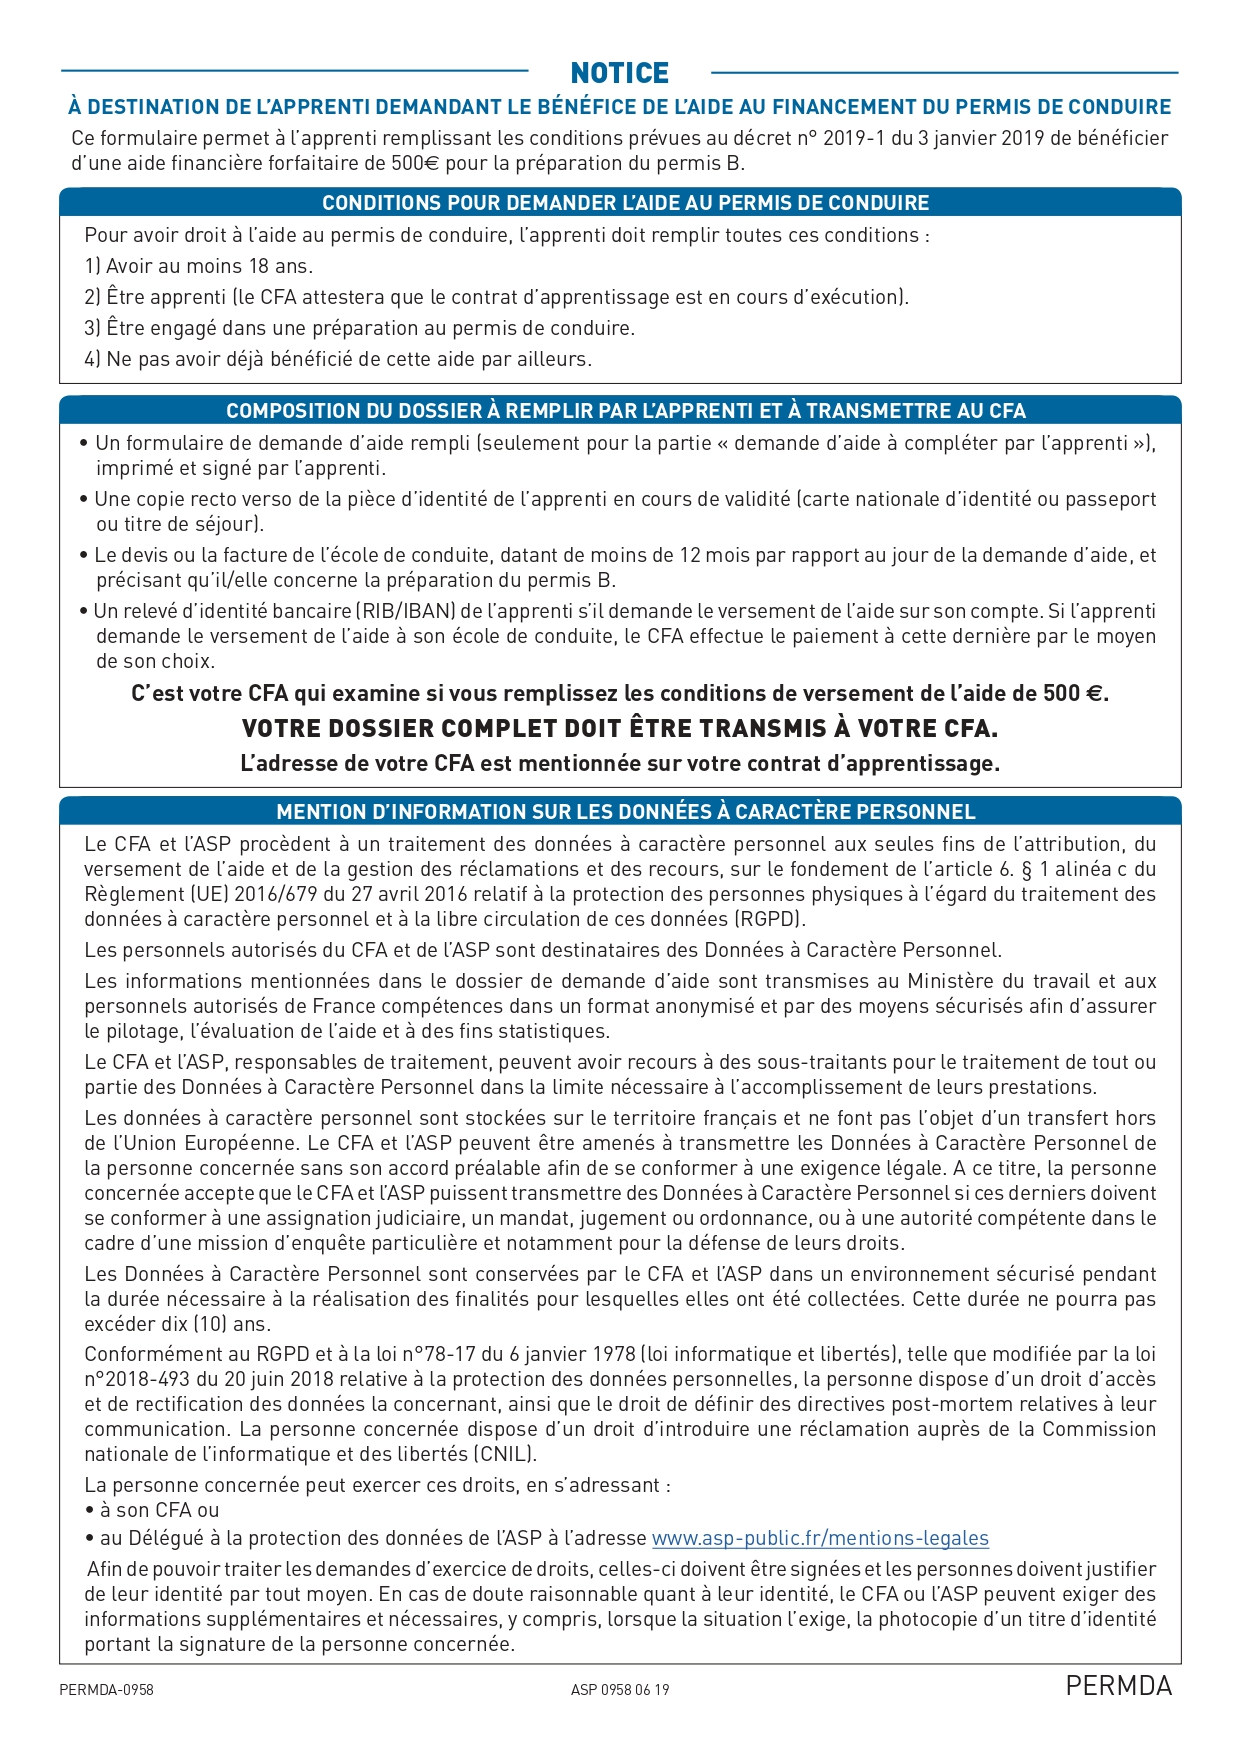 NOTICE
À DESTINATION DE L'APPRENTI DEMANDANT LE BÉNÉFICE DE L'AIDE AU FINANCEMENT DU PERMIS DE CONDUIRE
Ce formulaire permet à l'apprenti remplissant les conditions prévues au décret n° 2019-1 du 3 janvier 2019 de bénéficier
d'une aide financière forfaitaire de 500€ pour la préparation du permis B.
CONDITIONS POUR DEMANDER L'AIDE AU PERMIS DE CONDUIRE
Pour avoir droit à l'aide au permis de conduire, l'apprenti doit remplir toutes ces conditions :
1) Avoir au moins 18 ans.
2) Être apprenti (le CFA attestera que le contrat d'apprentissage est en cours d'exécution).
3) Être engagé dans une préparation au permis de conduire.
4) Ne pas avoir déjà bénéficié de cette aide par ailleurs.
COMPOSITION DU DOSSIER À REMPLIR PAR L'APPRENTI ET À TRANSMETTRE AU CFA
• Un formulaire de demande d'aide rempli (seulement pour la partie « demande d'aide à compléter par l'apprenti »),
imprimé et signé par l'apprenti.
• Une copie recto verso de la pièce d'identité de l'apprenti en cours de validité (carte nationale d'identité ou passeport
ou titre de séjour).
• Le devis ou la facture de l'école de conduite, datant de moins de 12 mois par rapport au jour de la demande d'aide, et
précisant qu'il/elle concerne la préparation du permis B.
• Un relevé d'identité bancaire (RIB/IBAN) de l'apprenti s'il demande le versement de l'aide sur son compte. Si l'apprenti
demande le versement de l'aide à son école de conduite, le CFA effectue le paiement à cette dernière par le moyen
de son choix.
C'est votre CFA qui examine si vous remplissez les conditions de versement de l'aide de 500 €.
VOTRE DOSSIER COMPLET DOIT ÊTRE TRANSMIS À VOTRE CFA.
L'adresse de votre CFA est mentionnée sur votre contrat d'apprentissage.
MENTION D'INFORMATION SUR LES DONNÉES À CARACTÈRE PERSONNEL
Le CFA et l'ASP procèdent à un traitement des données à caractère personnel aux seules fins de l'attribution, du
versement de l'aide et de la gestion des réclamations et des recours, sur le fondement de l'article 6. § 1 alinéa c du
Règlement (UE) 2016/679 du 27 avril 2016 relatif à la protection des personnes physiques à l'égard du traitement des
données à caractère personnel et à la libre circulation de ces données (RGPD).
Les personnels autorisés du CFA et de l'ASP sont destinataires des Données à Caractère Personnel.
Les informations mentionnées dans le dossier de demande d'aide sont transmises au Ministère du travail et aux
personnels autorisés de France compétences dans un format anonymisé et par des moyens sécurisés afin d'assurer
le pilotage, l'évaluation de l'aide et à des fins statistiques.
Le CFA et l'ASP, responsables de traitement, peuvent avoir recours à des sous-traitants pour le traitement de tout ou
partie des Données à Caractère Personnel dans la limite nécessaire à l'accomplissement de leurs prestations.
Les données à caractère personnel sont stockées sur le territoire français et ne font pas l'objet d'un transfert hors
de l'Union Européenne. Le CFA et l'ASP peuvent être amenés à transmettre les Données à Caractère Personnel de
la personne concernée sans son accord préalable afin de se conformer à une exigence légale. A ce titre, la personne
concernée accepte que le CFA et l'ASP puissent transmettre des Données à Caractère Personnel si ces derniers doivent
se conformer à une assignation judiciaire, un mandat, jugement ou ordonnance, ou à une autorité compétente dans le
cadre d'une mission d'enquête particulière et notamment pour la défense de leurs droits.
Les Données à Caractère Personnel sont conservées par le CFA et l'ASP dans un environnement sécurisé pendant
la durée nécessaire à la réalisation des finalités pour lesquelles elles ont été collectées. Cette durée ne pourra pas
excéder dix (10) ans.
Conformément au RGPD et à la loi n°78-17 du 6 janvier 1978 (loi informatique et libertés), telle que modifiée par la loi
n°2018-493 du 20 juin 2018 relative à la protection des données personnelles, la personne dispose d'un droit d'accès
et de rectification des données la concernant, ainsi que le droit de définir des directives post-mortem relatives à leur
communication. La personne concernée dispose d'un droit d'introduire une réclamation auprès de la Commission
nationale de l'informatique et des libertés (CNIL).
La personne concernée peut exercer ces droits, en s'adressant :
• à son CFA ou
• au Délégué à la protection des données de l'ASP à l'adresse www.asp-public.fr/mentions-legales
Afin de pouvoir traiter les demandes d'exercice de droits, celles-ci doivent être signées et les personnes doivent justifier
de leur identité par tout moyen. En cas de doute raisonnable quant à leur identité, le CFA ou l'ASP peuvent exiger des
informations supplémentaires et nécessaires, y compris, lorsque la situation l'exige, la photocopie d'un titre d'identité
portant la signature de la personne concernée.
PERMDA-0958
ASP 0958 06 19
PERMDA